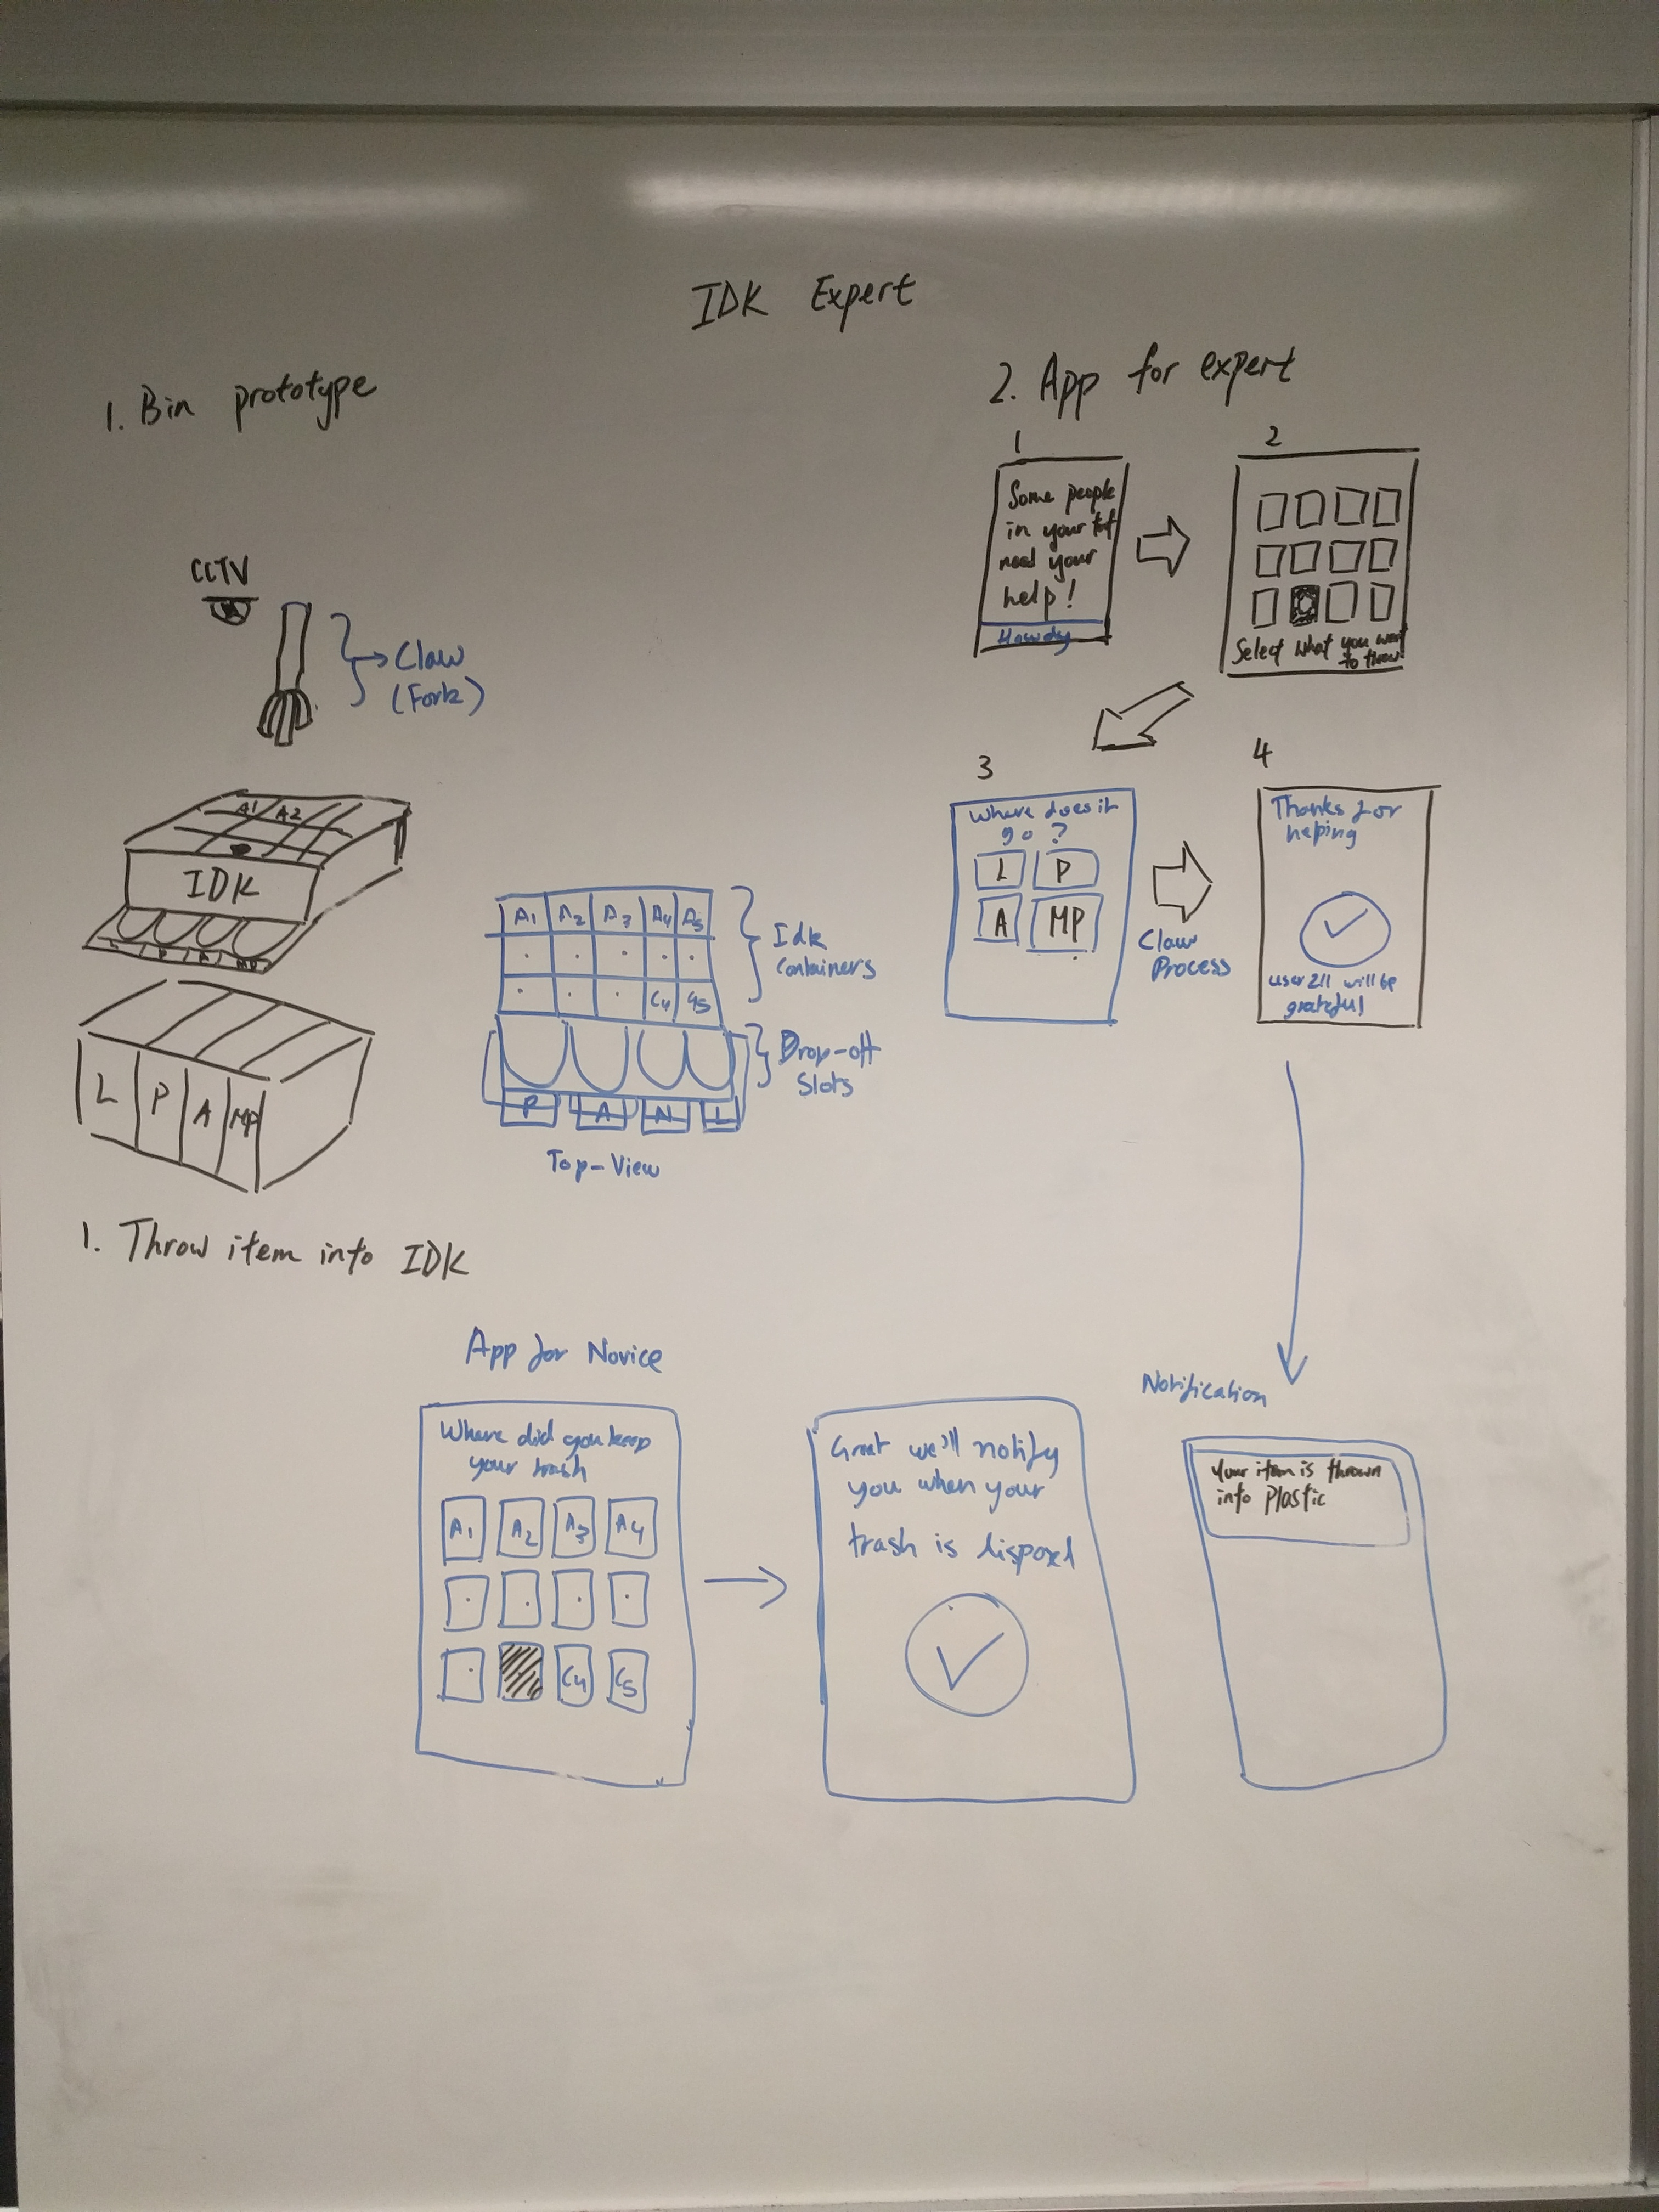 IDK Expert
1. Bin prototype
CCTV
Claw
(Fork)
A1 A2
IDK
P A MP
L P A MP
A1 A2 A3 A4 A5
C4 C5
Idk
Containers
Drop-off
Slots
P A L
Top-View
1. Throw item into IDK
2. App for expert
1
Some people
in your
need your
help!
2
Select what you want
to throw
3
Where does it
go?
L P
A MP
Claw
Process
4
Thanks for
helping
user 211 will be
grateful
App for Novice
Where did you keep
your trash
A1 A2 A3 A4
C4 C5
Great we'll notify
you when your
trash is
Notification
Your item is thrown
into Plastic